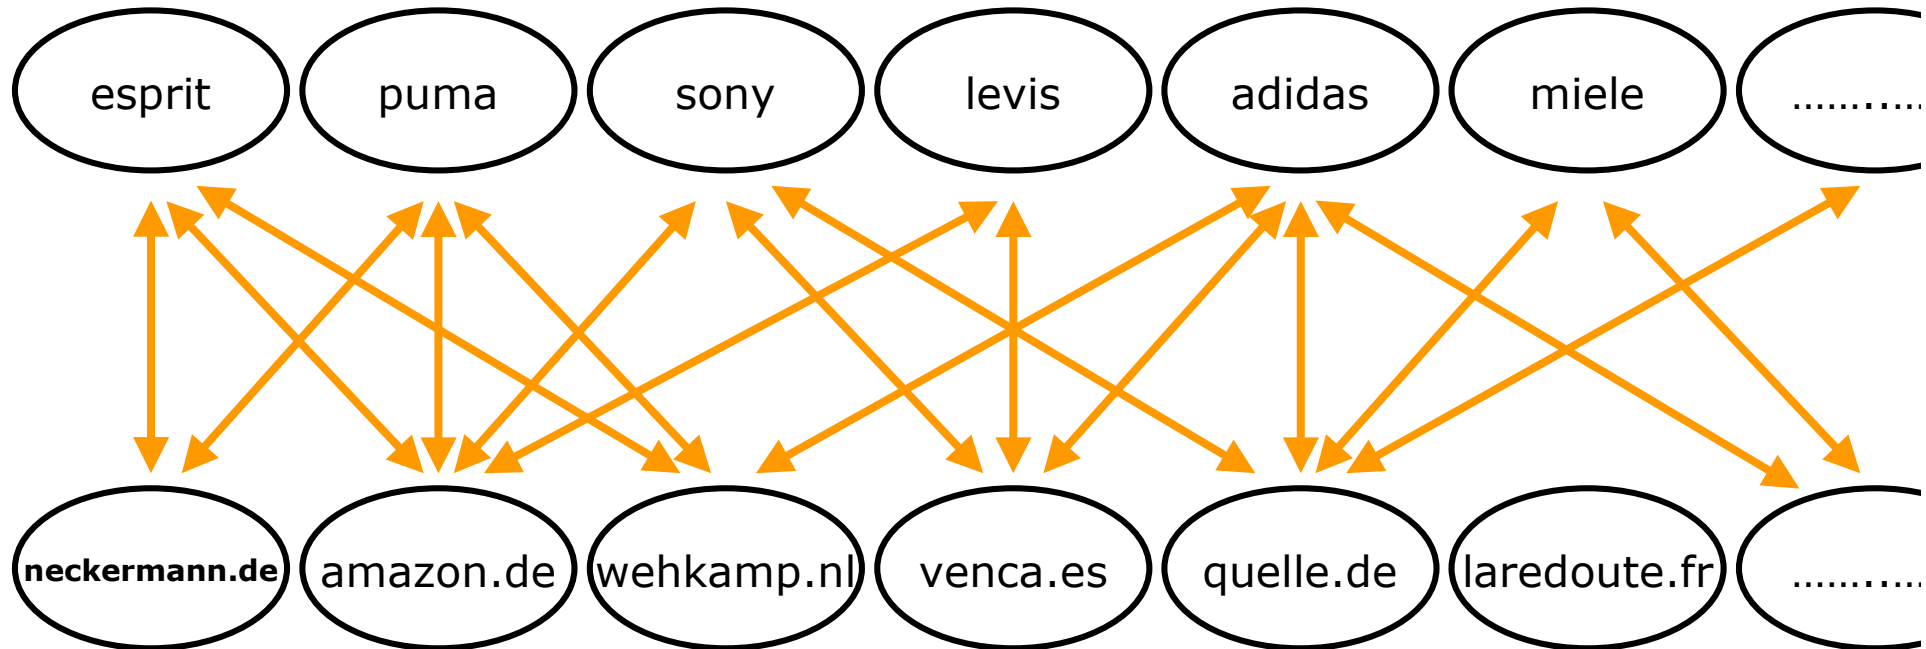 esprit puma sony levis adidas miele ............
neckermann.de amazon.de wehkamp.nl venca.es quelle.de laredoute.fr ............